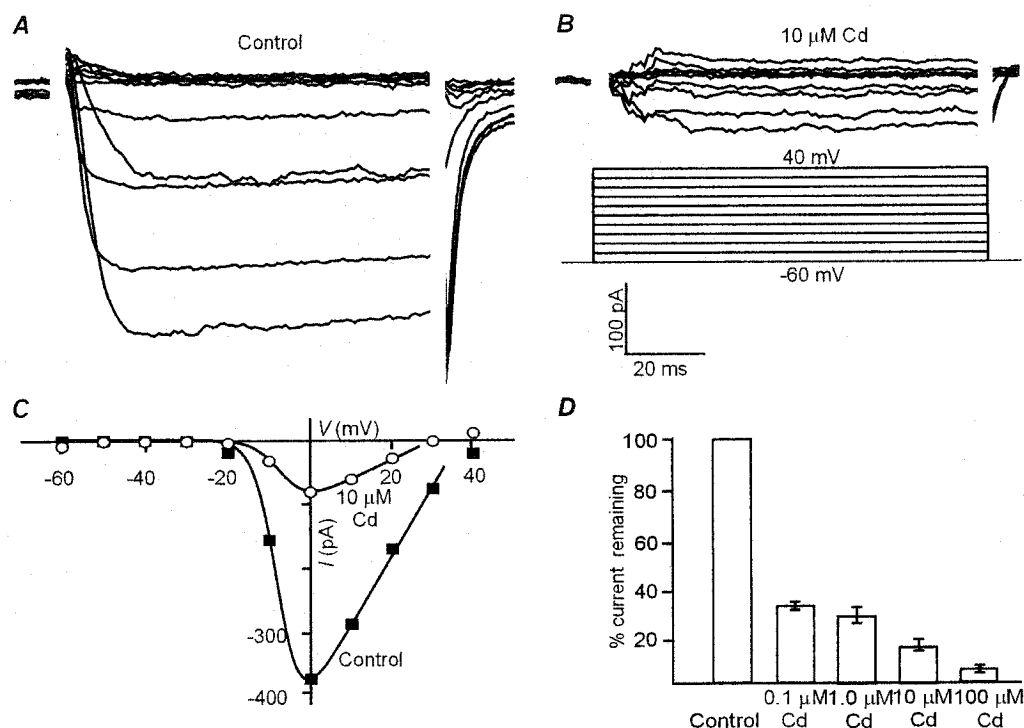 A
Control
B
10 µM Cd
40 mV
-60 mV
100 pA
20 ms
C
V (mV)
-60
-40
-20
20
40
10 µM
Cd
I (pA)
-300
Control
-400
D
% current remaining
100
80
60
40
20
Control
0.1 µM
Cd
1.0 µM
Cd
10 µM
Cd
100 µM
Cd